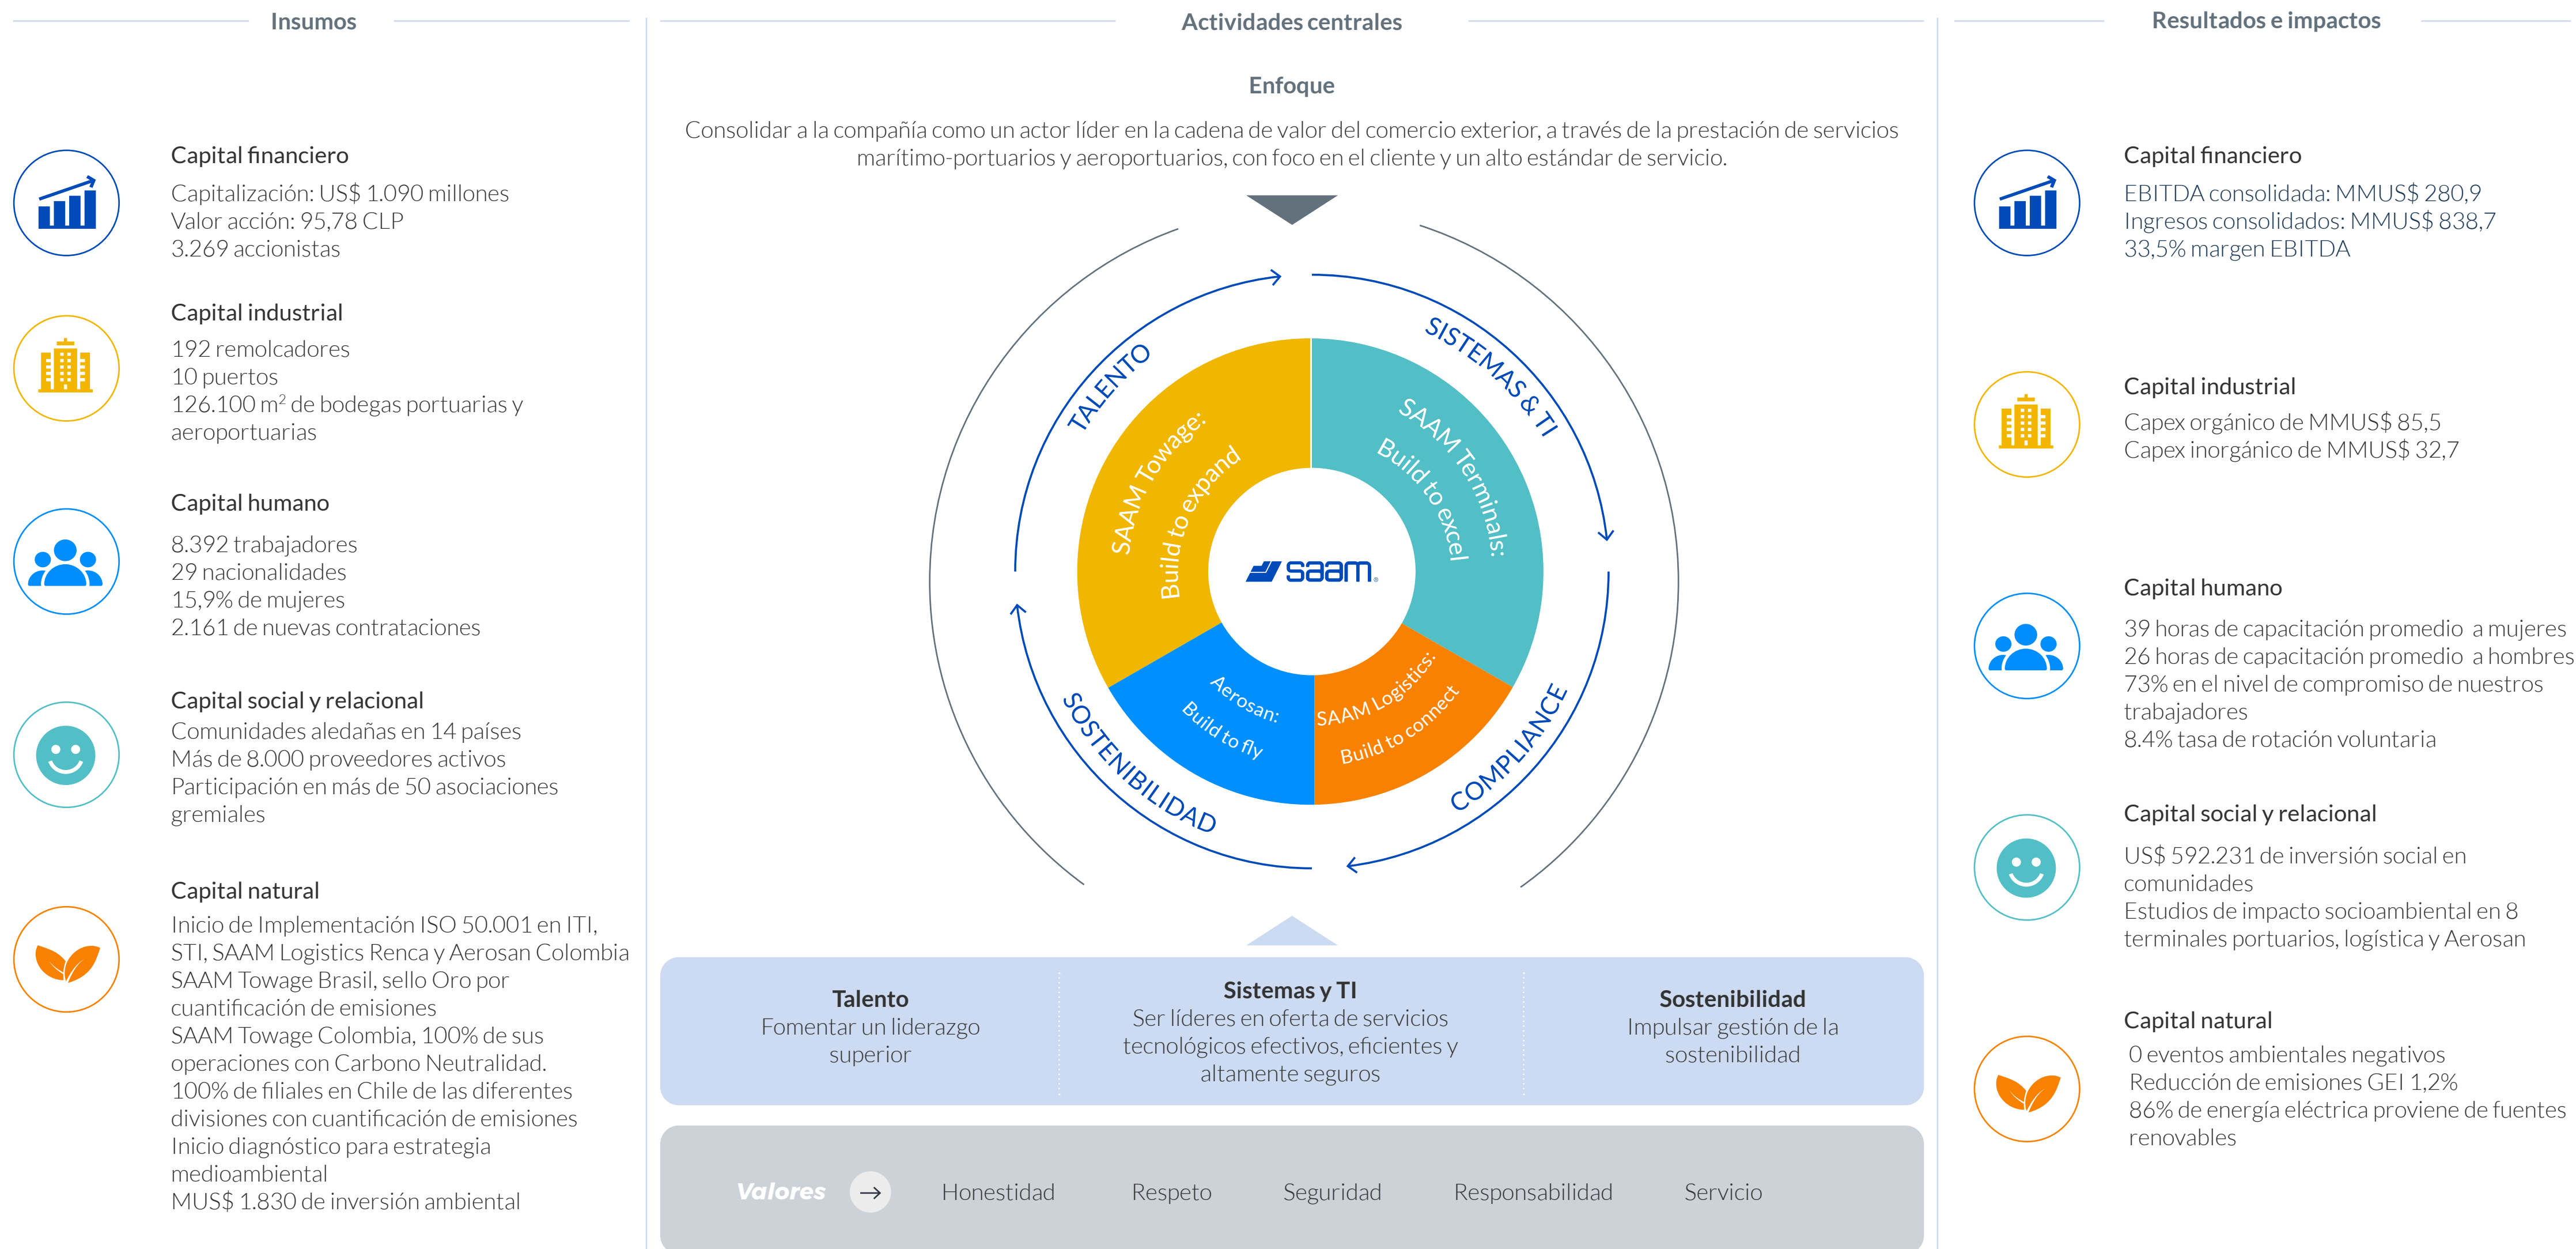 Insumos
Capital financiero
Capitalización: US$ 1.090 millones
Valor acción: 95,78 CLP
3.269 accionistas
Capital industrial
192 remolcadores
10 puertos
126.100 m² de bodegas portuarias y
aeroportuarias
Capital humano
8.392 trabajadores
29 nacionalidades
15,9% de mujeres
2.161 de nuevas contrataciones
Capital social y relacional
Comunidades aledañas en 14 países
Más de 8.000 proveedores activos
Participación en más de 50 asociaciones
gremiales
Capital natural
Inicio de Implementación ISO 50.001 en ITI,
STI, SAAM Logistics Renca y Aerosan Colombia
SAAM Towage Brasil, sello Oro por
cuantificación de emisiones
SAAM Towage Colombia, 100% de sus
operaciones con Carbono Neutralidad.
100% de filiales en Chile de las diferentes
divisiones con cuantificación de emisiones
Inicio diagnóstico para estrategia
medioambiental
MUS$ 1.830 de inversión ambiental
Actividades centrales
Enfoque
Consolidar a la compañía como un actor líder en la cadena de valor del comercio exterior, a través de la prestación de servicios
marítimo-portuarios y aeroportuarios, con foco en el cliente y un alto estándar de servicio.
TALENTO
SISTEMAS & TI
COMPLIANCE
SOSTENIBILIDAD
SAAM Towage:
Build to expand
SAAM Terminals:
Build to excel
SAAM Logistics:
Build to connect
Aerosan:
Build to fly
saam
Talento
Fomentar un liderazgo
superior
Sistemas y TI
Ser líderes en oferta de servicios
tecnológicos efectivos, eficientes y
altamente seguros
Sostenibilidad
Impulsar gestión de la
sostenibilidad
Valores → Honestidad Respeto Seguridad Responsabilidad Servicio
Resultados e impactos
Capital financiero
EBITDA consolidada: MMUS$ 280,9
Ingresos consolidados: MMUS$ 838,7
33,5% margen EBITDA
Capital industrial
Capex orgánico de MMUS$ 85,5
Capex inorgánico de MMUS$ 32,7
Capital humano
39 horas de capacitación promedio a mujeres
26 horas de capacitación promedio a hombres
73% en el nivel de compromiso de nuestros
trabajadores
8.4% tasa de rotación voluntaria
Capital social y relacional
US$ 592.231 de inversión social en
comunidades
Estudios de impacto socioambiental en 8
terminales portuarios, logística y Aerosan
Capital natural
0 eventos ambientales negativos
Reducción de emisiones GEI 1,2%
86% de energía eléctrica proviene de fuentes
renovables